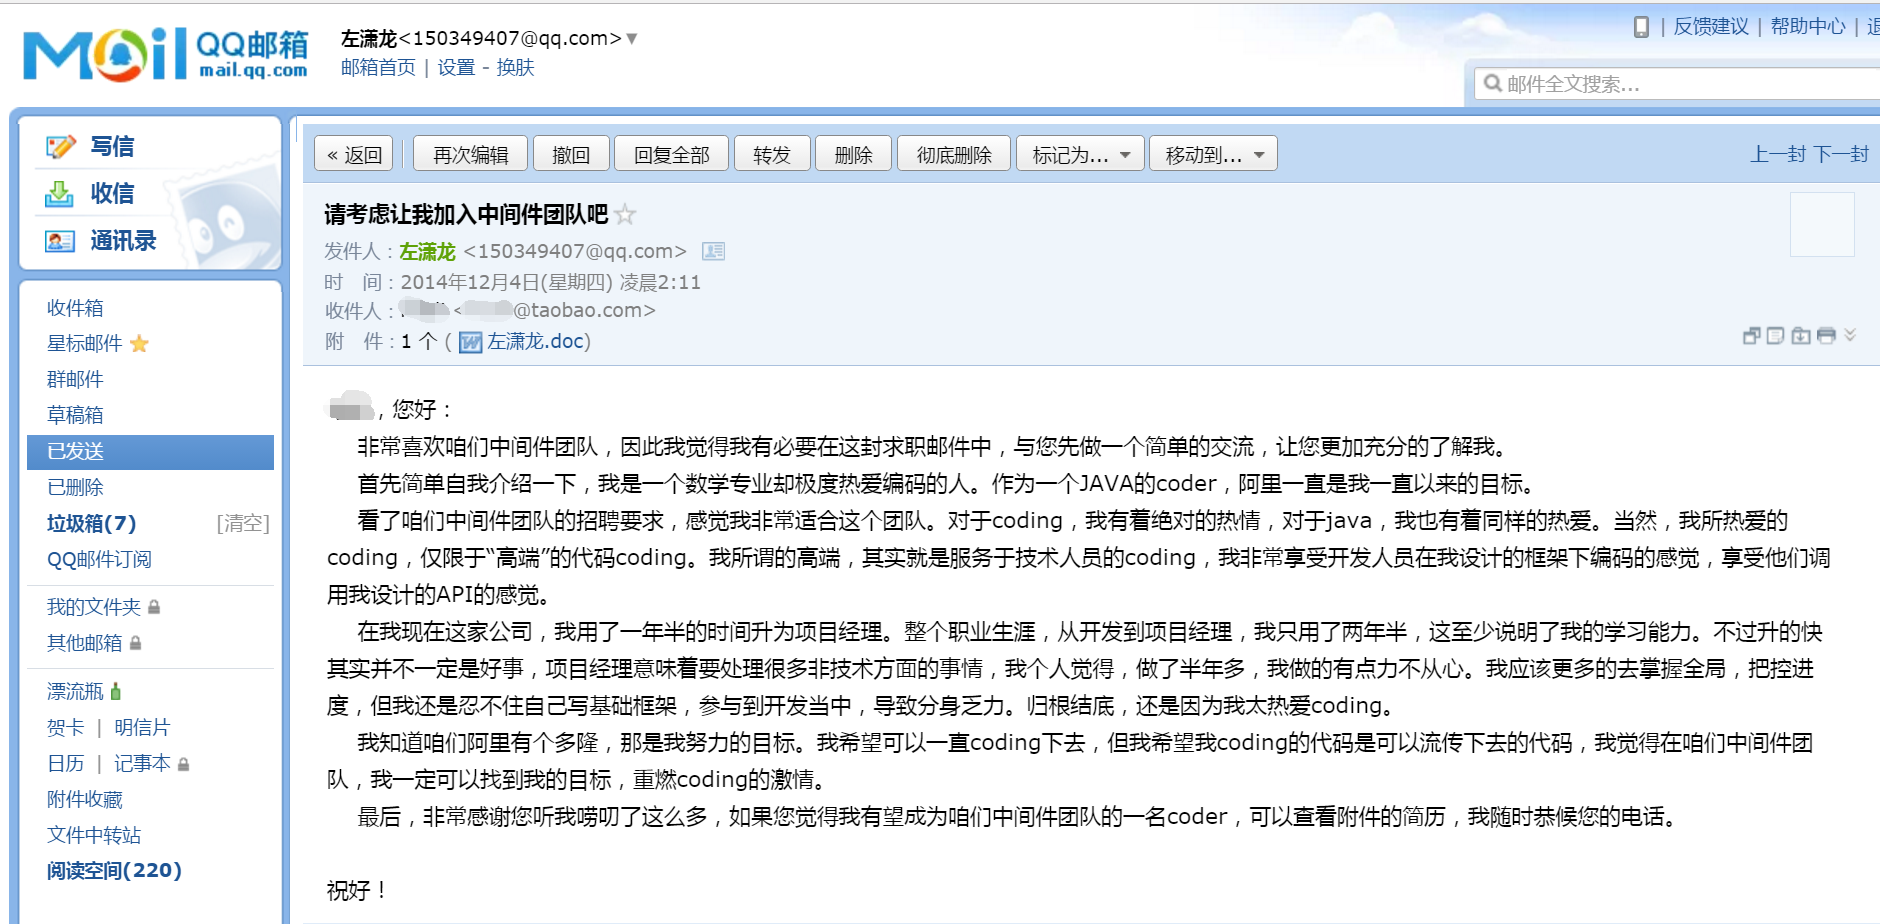 Mail QQ邮箱
mail.qq.com
左潇龙<150349407@qq.com>
邮箱首页 | 设置 - 换肤
| 反馈建议 | 帮助中心 |
邮件全文搜索...
写信
收信
通讯录
收件箱
星标邮件
群邮件
草稿箱
已发送
已删除
垃圾箱(7) [清空]
QQ邮件订阅
我的文件夹
其他邮箱
漂流瓶
贺卡 | 明信片
日历 | 记事本
附件收藏
文件中转站
阅读空间(220)
« 返回 再次编辑 撤回 回复全部 转发 删除 彻底删除 标记为... 移动到... 上一封 下一封
请考虑让我加入中间件团队吧
发件人：左潇龙 <150349407@qq.com>
时 间：2014年12月4日(星期四) 凌晨2:11
收件人： < @taobao.com>
附 件：1 个 ( 左潇龙.doc)
，您好：
非常喜欢咱们中间件团队，因此我觉得我有必要在这封求职邮件中，与您先做一个简单的交流，让您更加充分的了解我。
首先简单自我介绍一下，我是一个数学专业却极度热爱编码的人。作为一个JAVA的coder，阿里一直是我一直以来的目标。
看了咱们中间件团队的招聘要求，感觉我非常适合这个团队。对于coding，我有着绝对的热情，对于java，我也有着同样的热爱。当然，我所热爱的
coding，仅限于“高端”的代码coding。我所谓的高端，其实就是服务于技术人员的coding，我非常享受开发人员在我设计的框架下编码的感觉，享受他们调
用我设计的API的感觉。
在我现在这家公司，我用了一年半的时间升为项目经理。整个职业生涯，从开发到项目经理，我只用了两年半，这至少说明了我的学习能力。不过升的快
其实并不一定是好事，项目经理意味着要处理很多非技术方面的事情，我个人觉得，做了半年多，我做的有点力不从心。我应该更多的去掌握全局，把控进
度，但我还是忍不住自己写基础框架，参与到开发当中，导致分身乏力。归根结底，还是因为我太热爱coding。
我知道咱们阿里有个多隆，那是我努力的目标。我希望可以一直coding下去，但我希望我coding的代码是可以流传下去的代码，我觉得在咱们中间件团
队，我一定可以找到我的目标，重燃coding的激情。
最后，非常感谢您听我唠叨了这么多，如果您觉得我有望成为咱们中间件团队的一名coder，可以查看附件的简历，我随时恭候您的电话。
祝好！